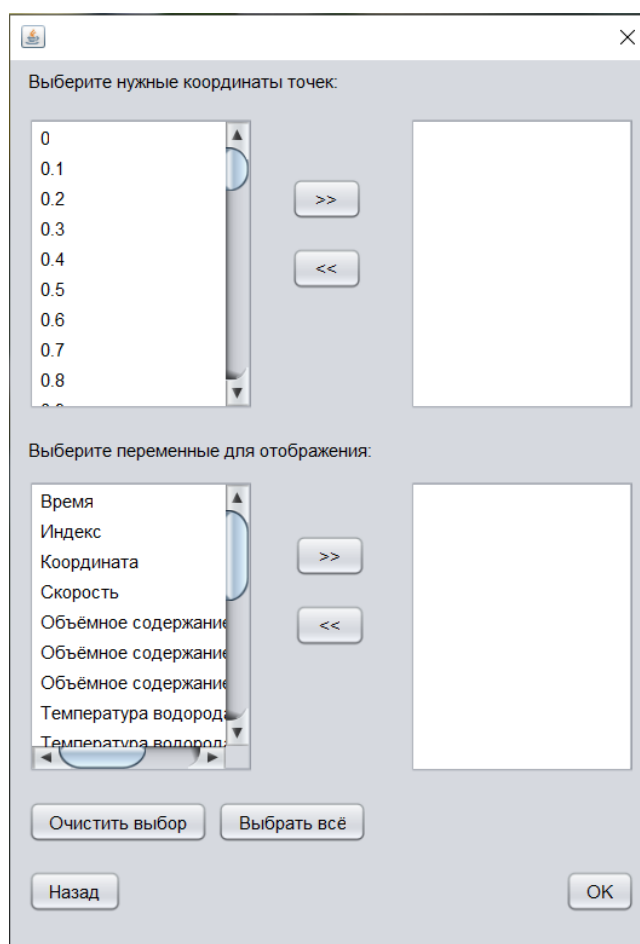 Выберите нужные координаты точек:
0
0.1
0.2
0.3
0.4
0.5
0.6
0.7
0.8
>>
<<
Выберите переменные для отображения:
Время
Индекс
Координата
Скорость
Объёмное содержание
Объёмное содержание
Объёмное содержание
Температура водорода
Температура водорода
>>
<<
Очистить выбор
Выбрать всё
Назад
OK